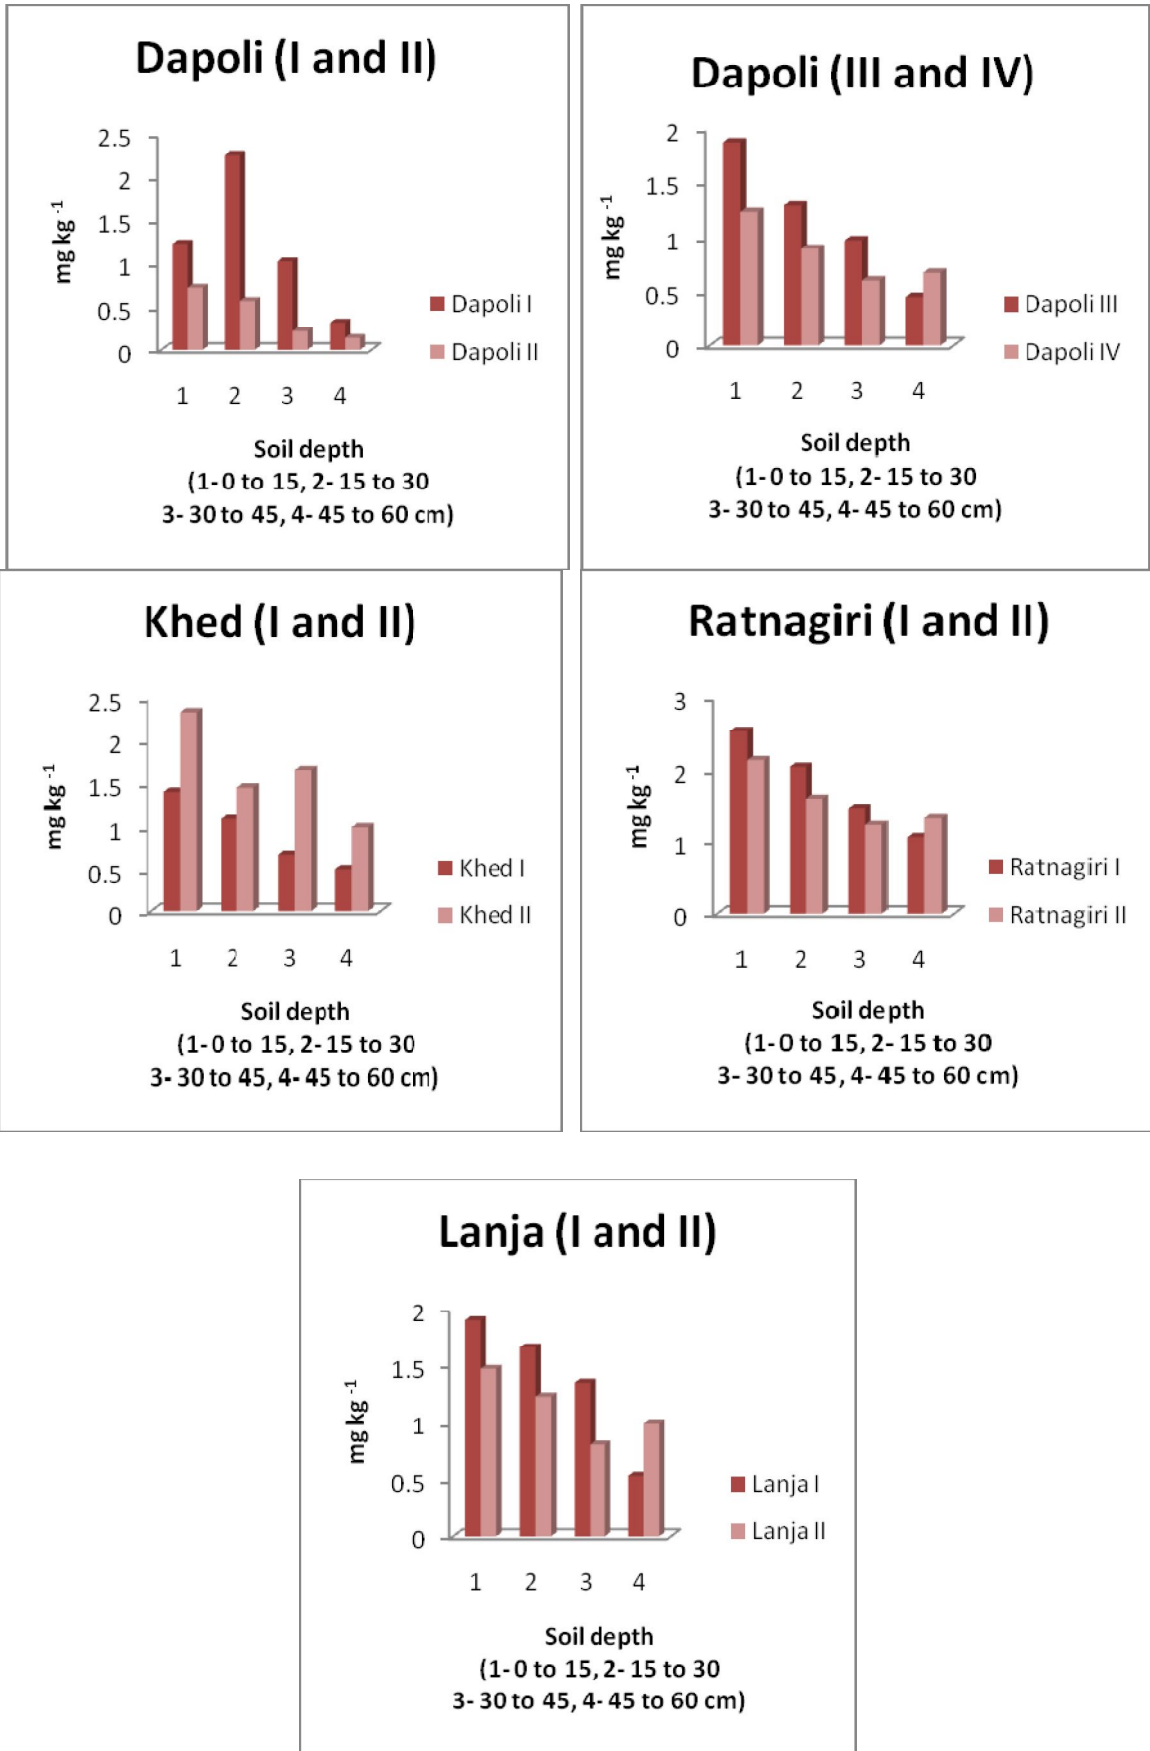 Dapoli (I and II)
2.5
2
1.5
1
0.5
0
mg kg -1
1 2 3 4
Dapoli I
Dapoli II
Soil depth
(1- 0 to 15, 2- 15 to 30
3- 30 to 45, 4- 45 to 60 cm)
Dapoli (III and IV)
2
1.5
1
0.5
0
mg kg -1
1 2 3 4
Dapoli III
Dapoli IV
Soil depth
(1- 0 to 15, 2- 15 to 30
3- 30 to 45, 4- 45 to 60 cm)
Khed (I and II)
2.5
2
1.5
1
0.5
0
mg kg -1
1 2 3 4
Khed I
Khed II
Soil depth
(1- 0 to 15, 2- 15 to 30
3- 30 to 45, 4- 45 to 60 cm)
Ratnagiri (I and II)
3
2
1
0
mg kg -1
1 2 3 4
Ratnagiri I
Ratnagiri II
Soil depth
(1- 0 to 15, 2- 15 to 30
3- 30 to 45, 4- 45 to 60 cm)
Lanja (I and II)
2
1.5
1
0.5
0
mg kg -1
1 2 3 4
Lanja I
Lanja II
Soil depth
(1- 0 to 15, 2- 15 to 30
3- 30 to 45, 4- 45 to 60 cm)